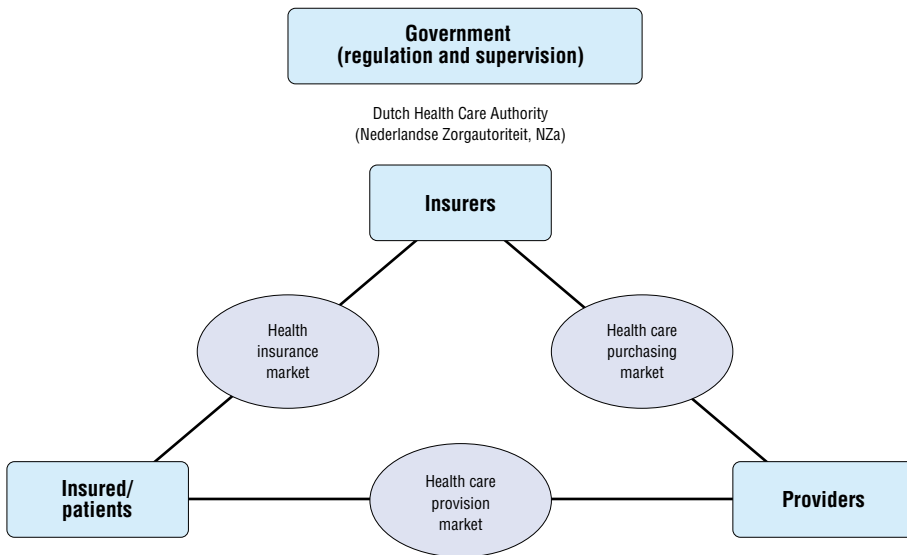 Government
(regulation and supervision)
Dutch Health Care Authority
(Nederlandse Zorgautoriteit, NZa)
Insurers
Health
insurance
market
Health care
purchasing
market
Insured/
patients
Health care
provision
market
Providers